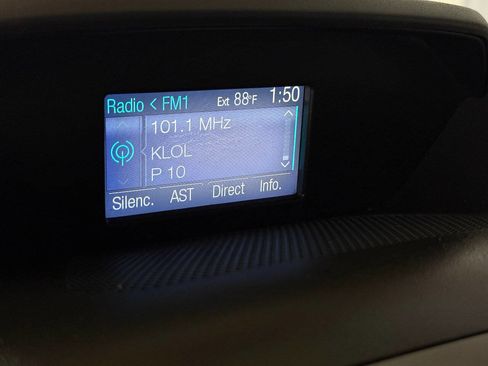 Radio < FM1 Ext 88°F 1:50
101.1 MHz
KLOL
P 10
Silenc. AST Direct Info.